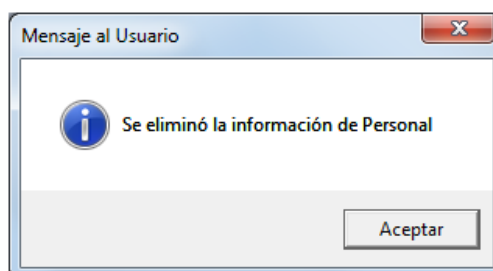 Mensaje al Usuario
Se eliminó la información de Personal
Aceptar